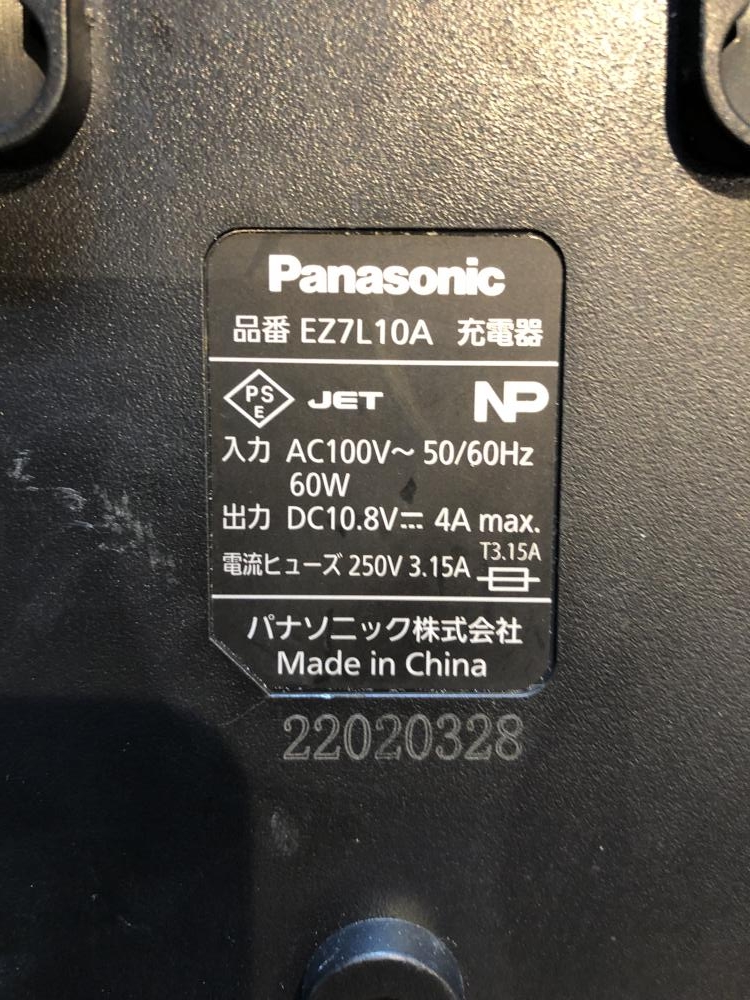 Panasonic
品番 EZ7L10A 充電器
PS E JET NP
入力 AC100V～ 50/60Hz
60W
出力 DC10.8V⎓ 4A max.
T3.15A
電流ヒューズ 250V 3.15A
パナソニック株式会社
Made in China
22020328